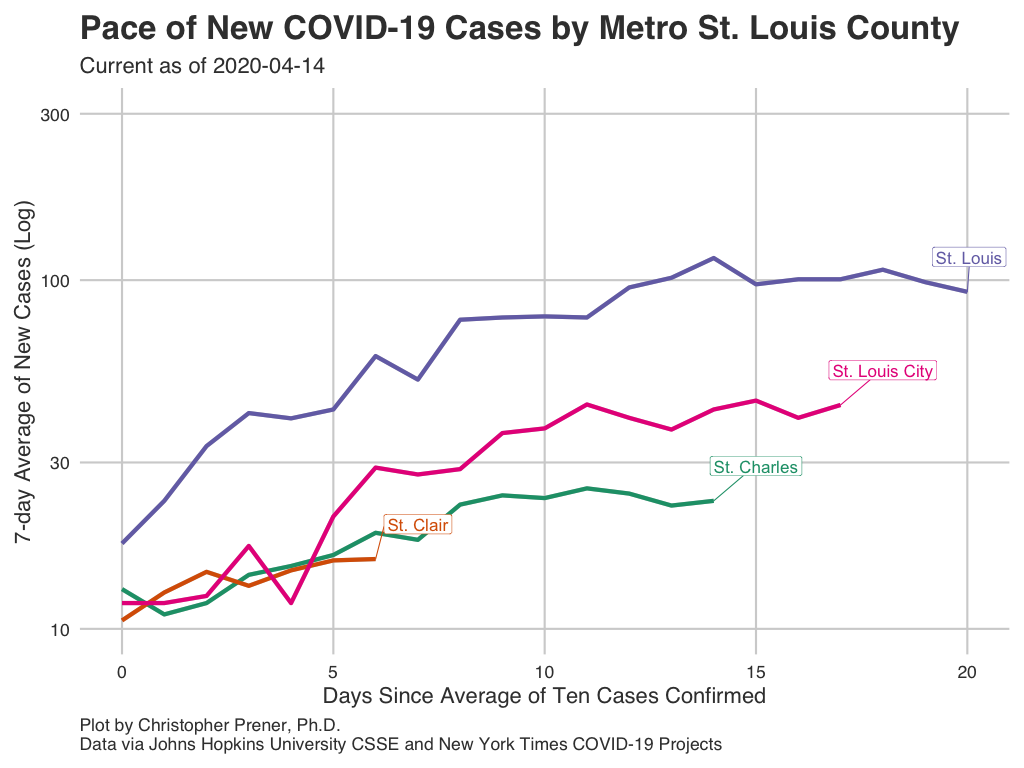 Pace of New COVID-19 Cases by Metro St. Louis County
Current as of 2020-04-14
7-day Average of New Cases (Log)
300
100
30
10
St. Louis
St. Louis City
St. Charles
St. Clair
0
5
10
15
20
Days Since Average of Ten Cases Confirmed
Plot by Christopher Prener, Ph.D.
Data via Johns Hopkins University CSSE and New York Times COVID-19 Projects